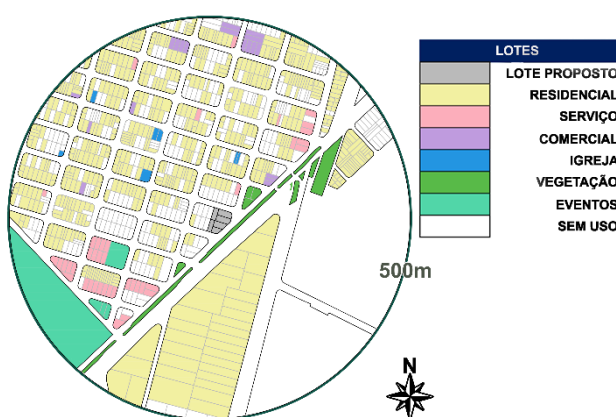 LOTES
LOTE PROPOSTO
RESIDENCIAL
SERVIÇO
COMERCIAL
IGREJA
VEGETAÇÃO
EVENTOS
SEM USO
500m
N